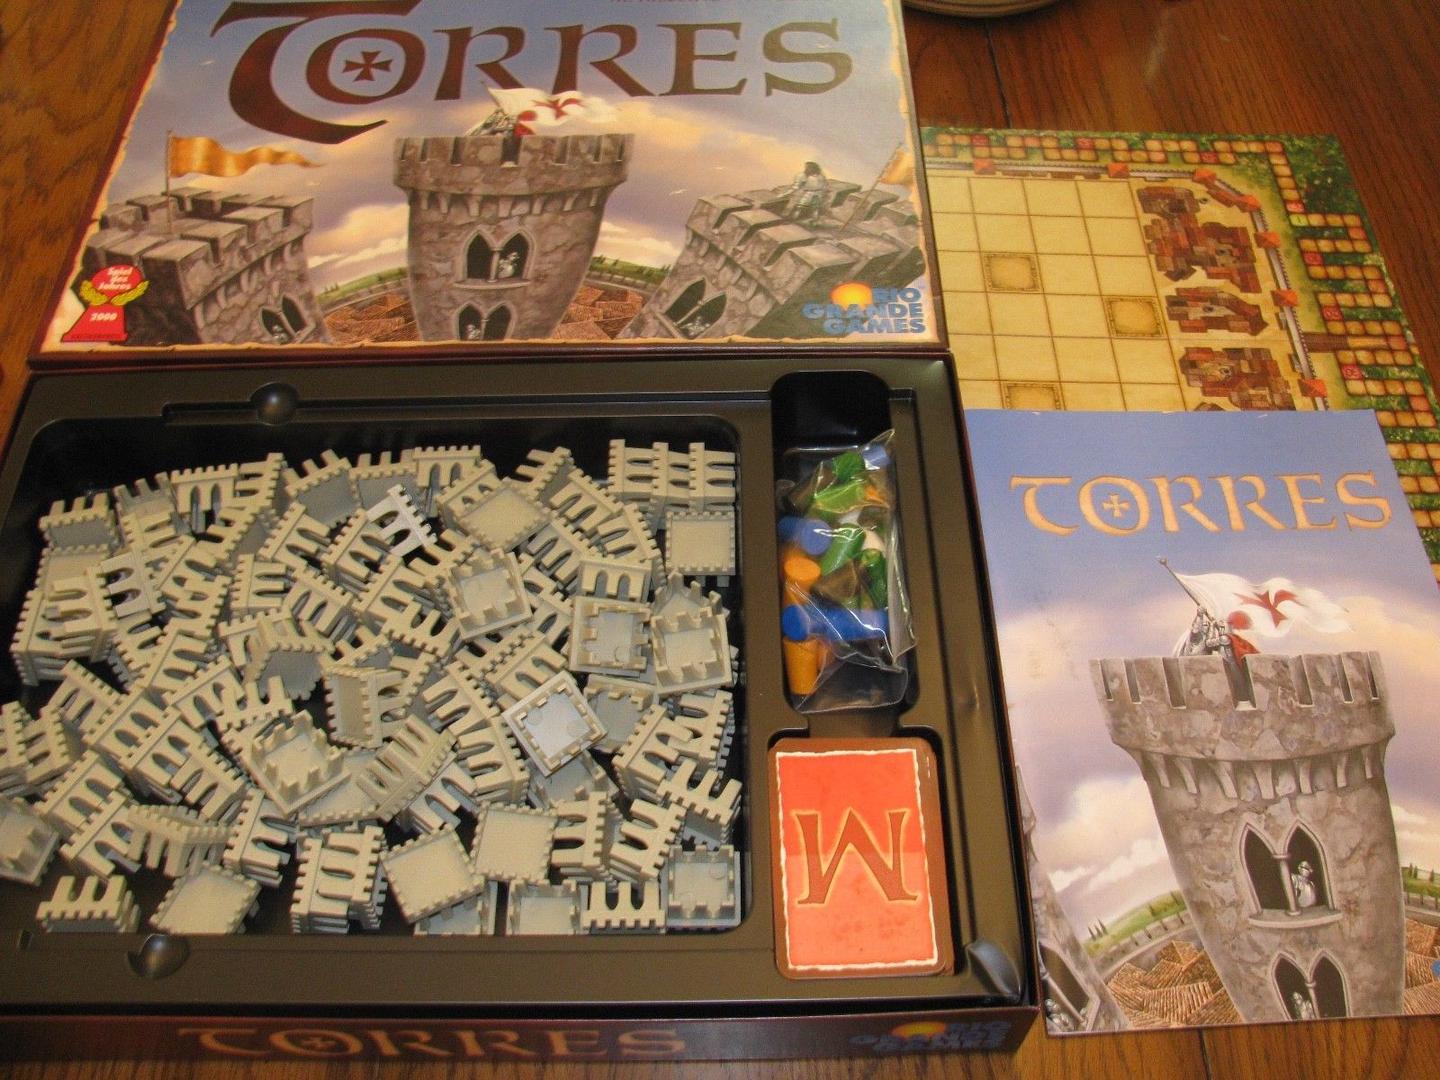 TORRES
Spiel
des
Jahres
2000
RIO
GRANDE
GAMES
TORRES
M
TORRES
RIO
GRANDE
GAMES